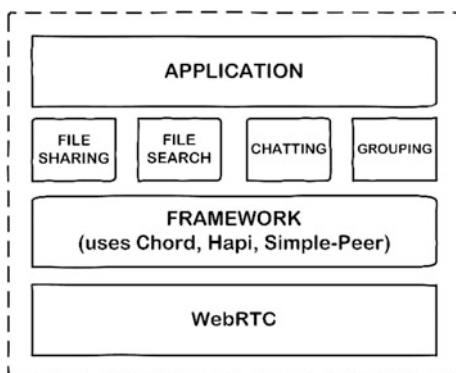 APPLICATION
FILE
SHARING
FILE
SEARCH
CHATTING
GROUPING
FRAMEWORK
(uses Chord, Hapi, Simple-Peer)
WebRTC